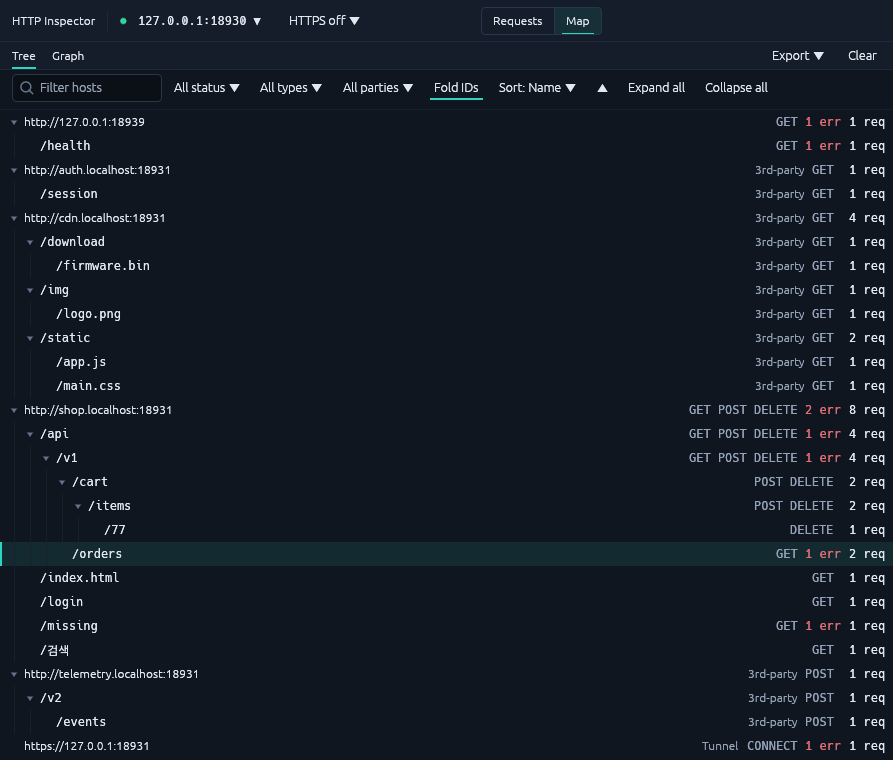 HTTP Inspector 127.0.0.1:18930 ▼ HTTPS off ▼ Requests Map
Tree Graph Export ▼ Clear
Filter hosts All status ▼ All types ▼ All parties ▼ Fold IDs Sort: Name ▼ ▲ Expand all Collapse all
http://127.0.0.1:18939 GET 1 err 1 req
/health GET 1 err 1 req
http://auth.localhost:18931 3rd-party GET 1 req
/session 3rd-party GET 1 req
http://cdn.localhost:18931 3rd-party GET 4 req
/download 3rd-party GET 1 req
/firmware.bin 3rd-party GET 1 req
/img 3rd-party GET 1 req
/logo.png 3rd-party GET 1 req
/static 3rd-party GET 2 req
/app.js 3rd-party GET 1 req
/main.css 3rd-party GET 1 req
http://shop.localhost:18931 GET POST DELETE 2 err 8 req
/api GET POST DELETE 1 err 4 req
/v1 GET POST DELETE 1 err 4 req
/cart POST DELETE 2 req
/items POST DELETE 2 req
/77 DELETE 1 req
/orders GET 1 err 2 req
/index.html GET 1 req
/login GET 1 req
/missing GET 1 err 1 req
/검색 GET 1 req
http://telemetry.localhost:18931 3rd-party POST 1 req
/v2 3rd-party POST 1 req
/events 3rd-party POST 1 req
https://127.0.0.1:18931 Tunnel CONNECT 1 err 1 req